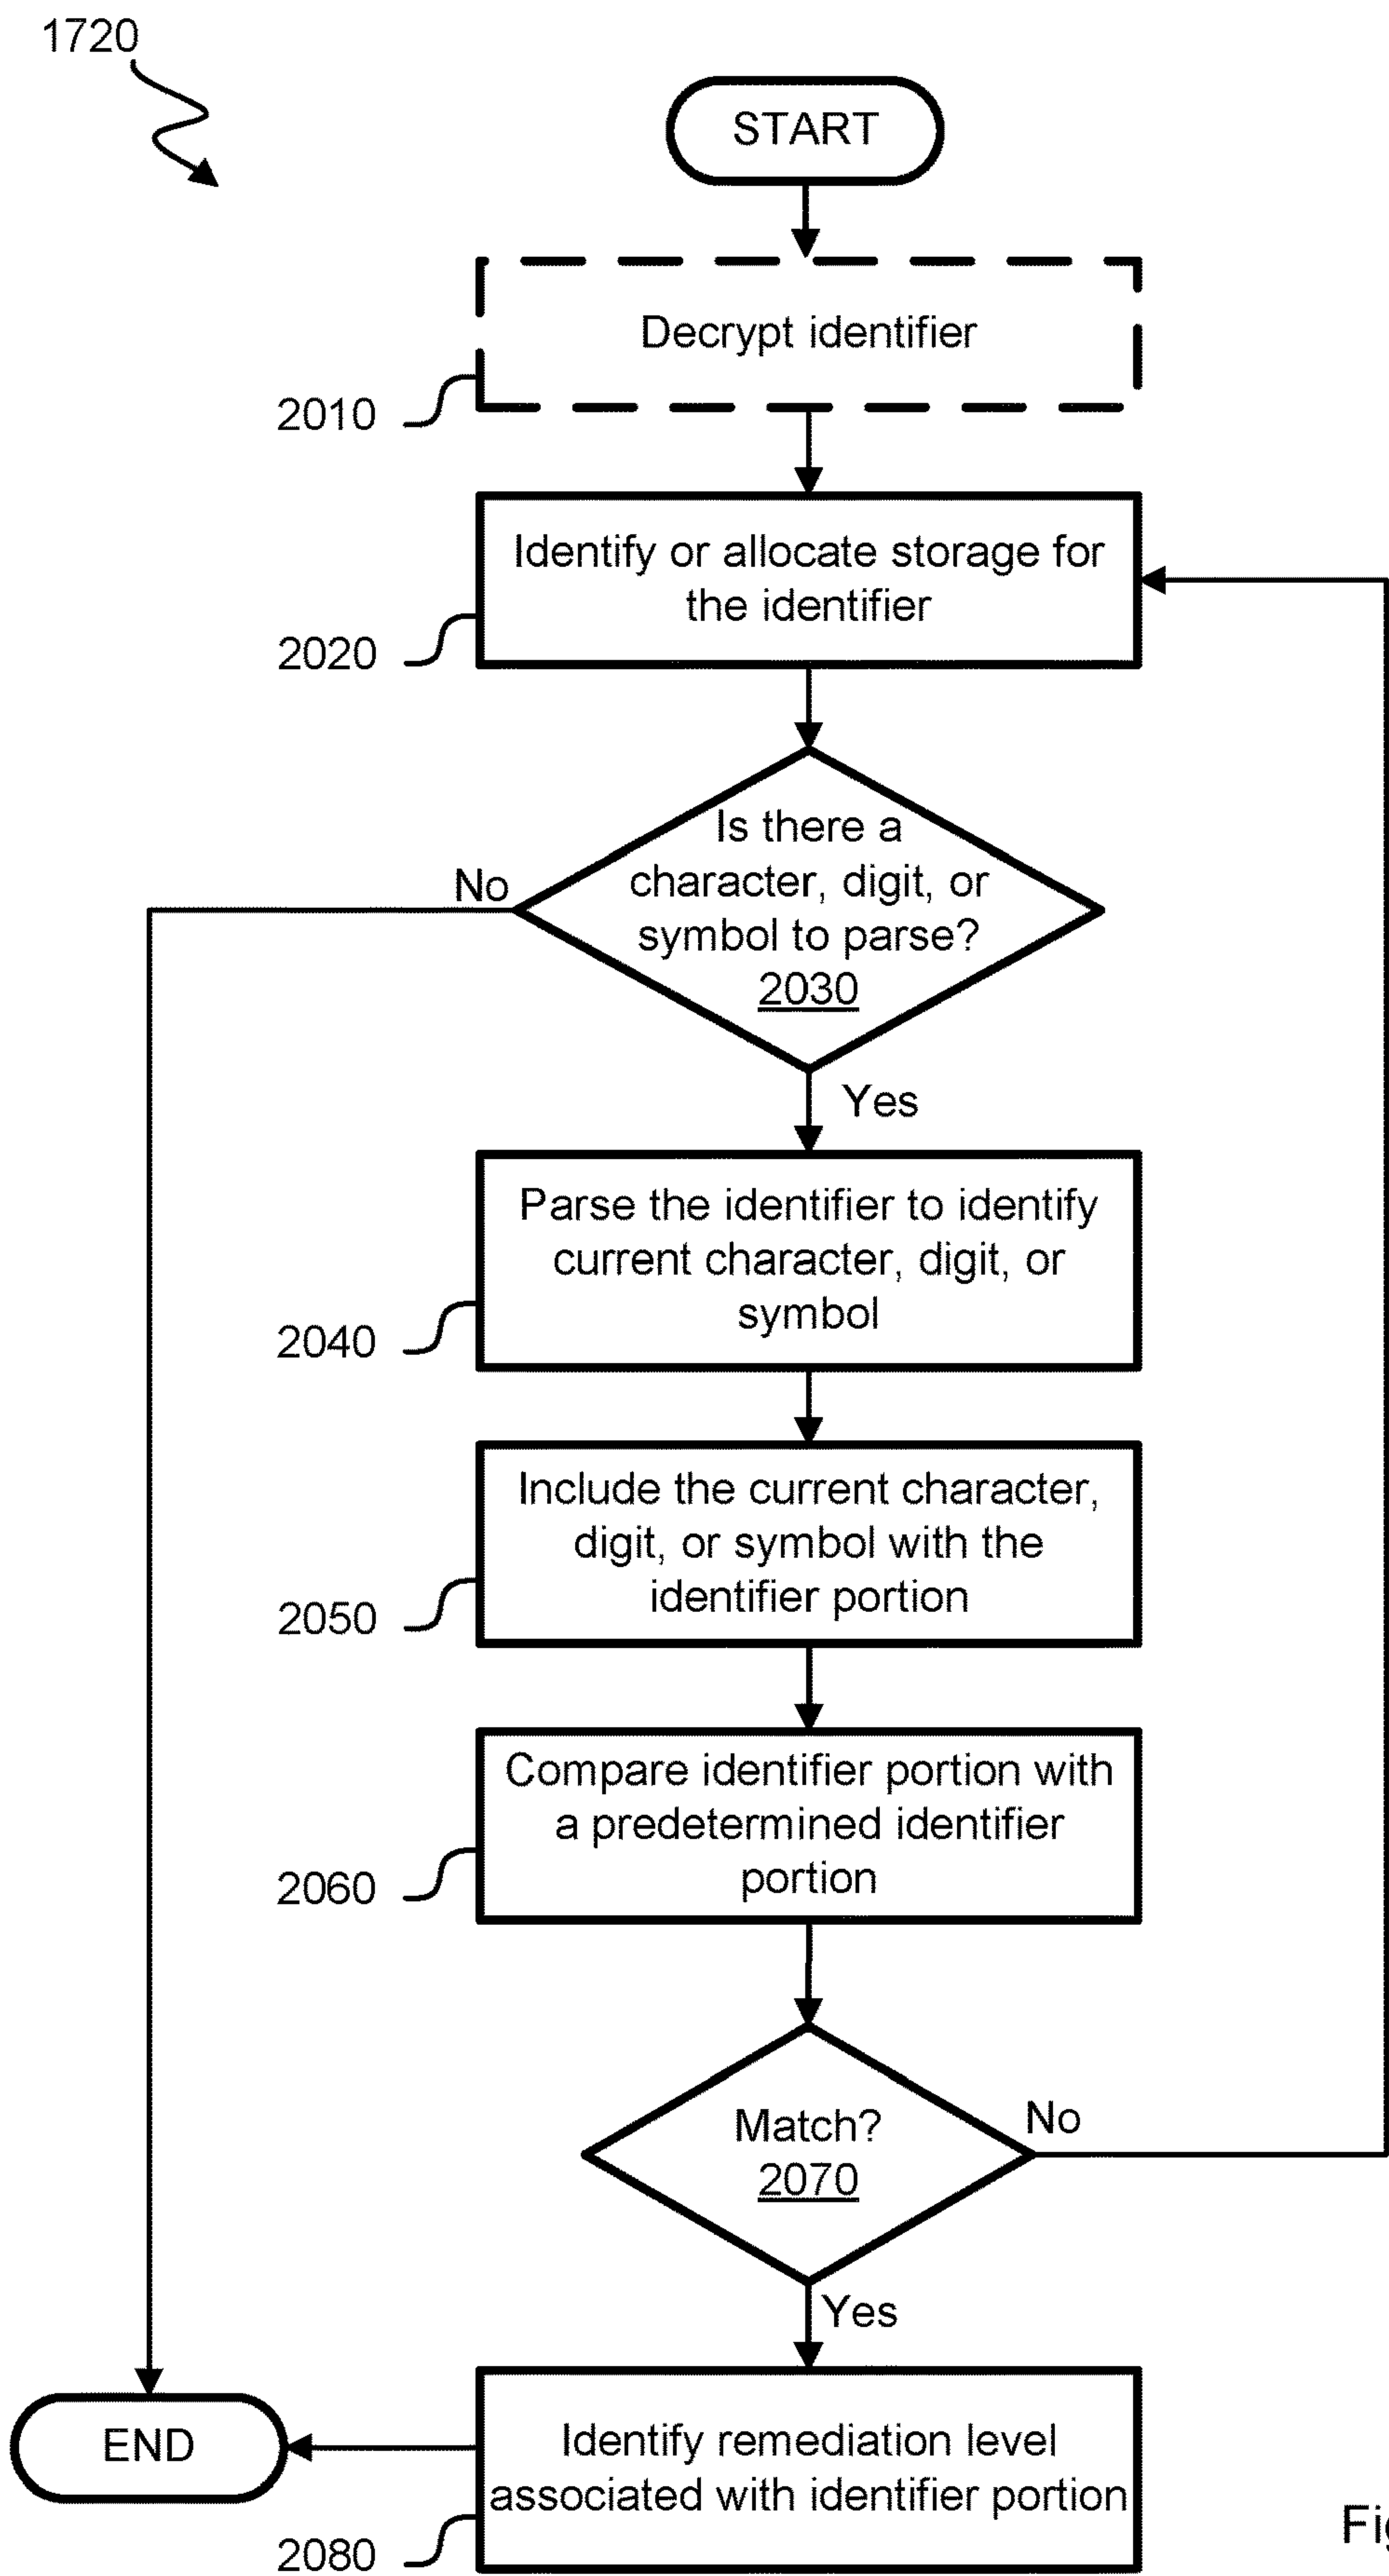 1720
START
Decrypt identifier
2010
Identify or allocate storage for
the identifier
2020
Is there a
character, digit, or
symbol to parse?
2030
No
Yes
Parse the identifier to identify
current character, digit, or
symbol
2040
Include the current character,
digit, or symbol with the
identifier portion
2050
Compare identifier portion with
a predetermined identifier
portion
2060
Match?
2070
No
Yes
Identify remediation level
associated with identifier portion
2080
END